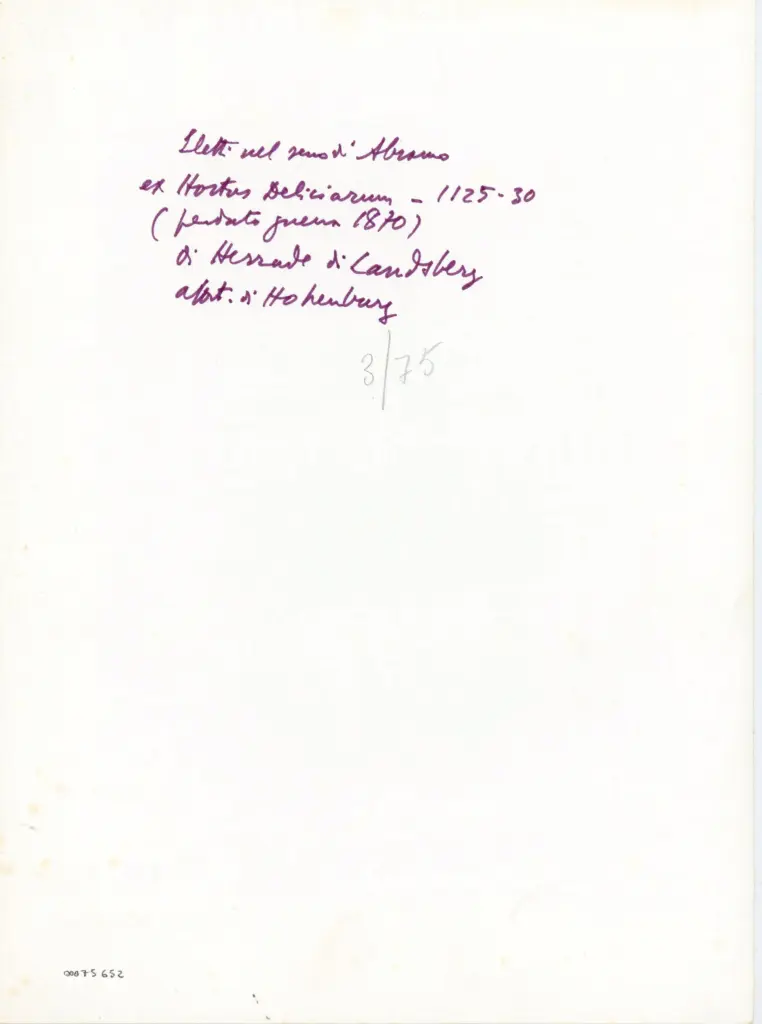 Eletti nel seno d'Abramo
ex Hortus Deliciarum – 1125-30
(perduto guerra 1870)
di Herrade di Landsberg
di Hohenburg
3/75
00075652